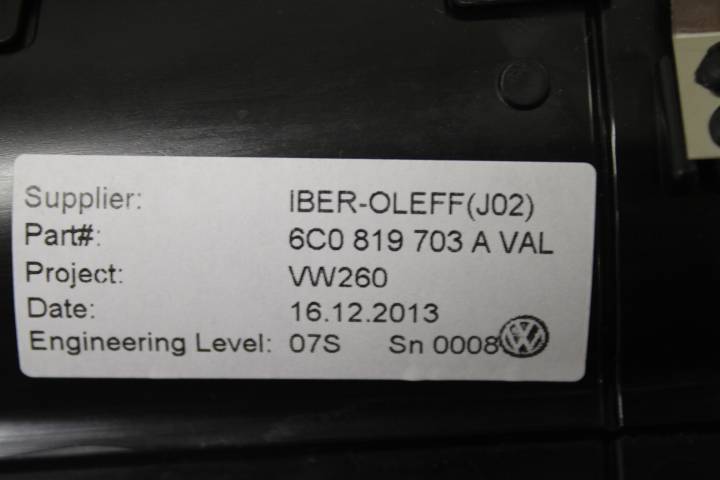 Supplier: IBER-OLEFF(J02)
Part#: 6C0 819 703 A VAL
Project: VW260
Date: 16.12.2013
Engineering Level: 07S Sn 0008